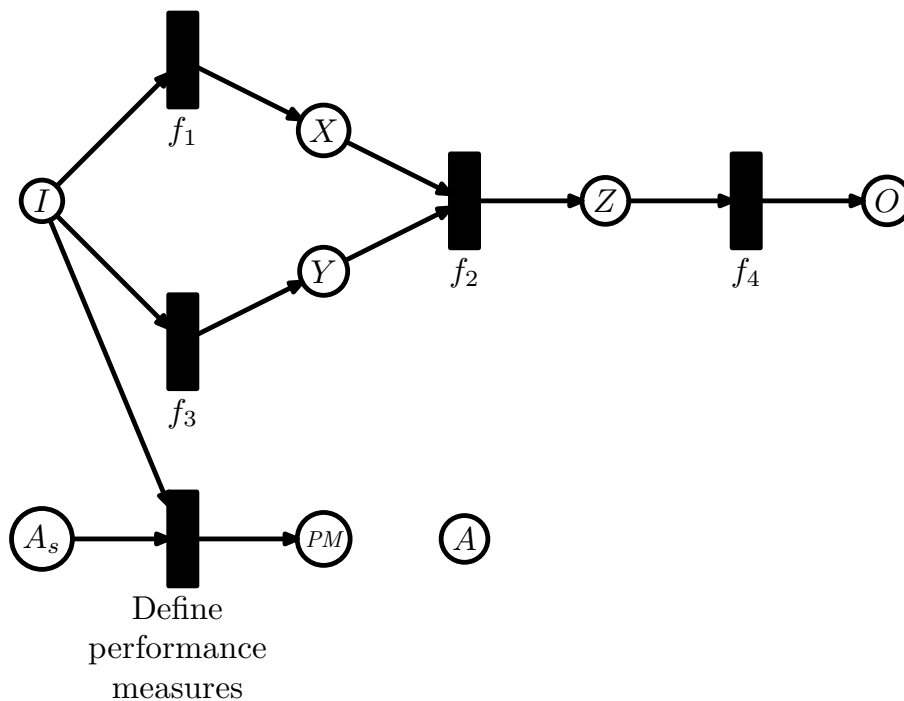 f₁
X
I
Z
O
Y
f₂
f₄
f₃
Aₛ
PM
A
Define
performance
measures